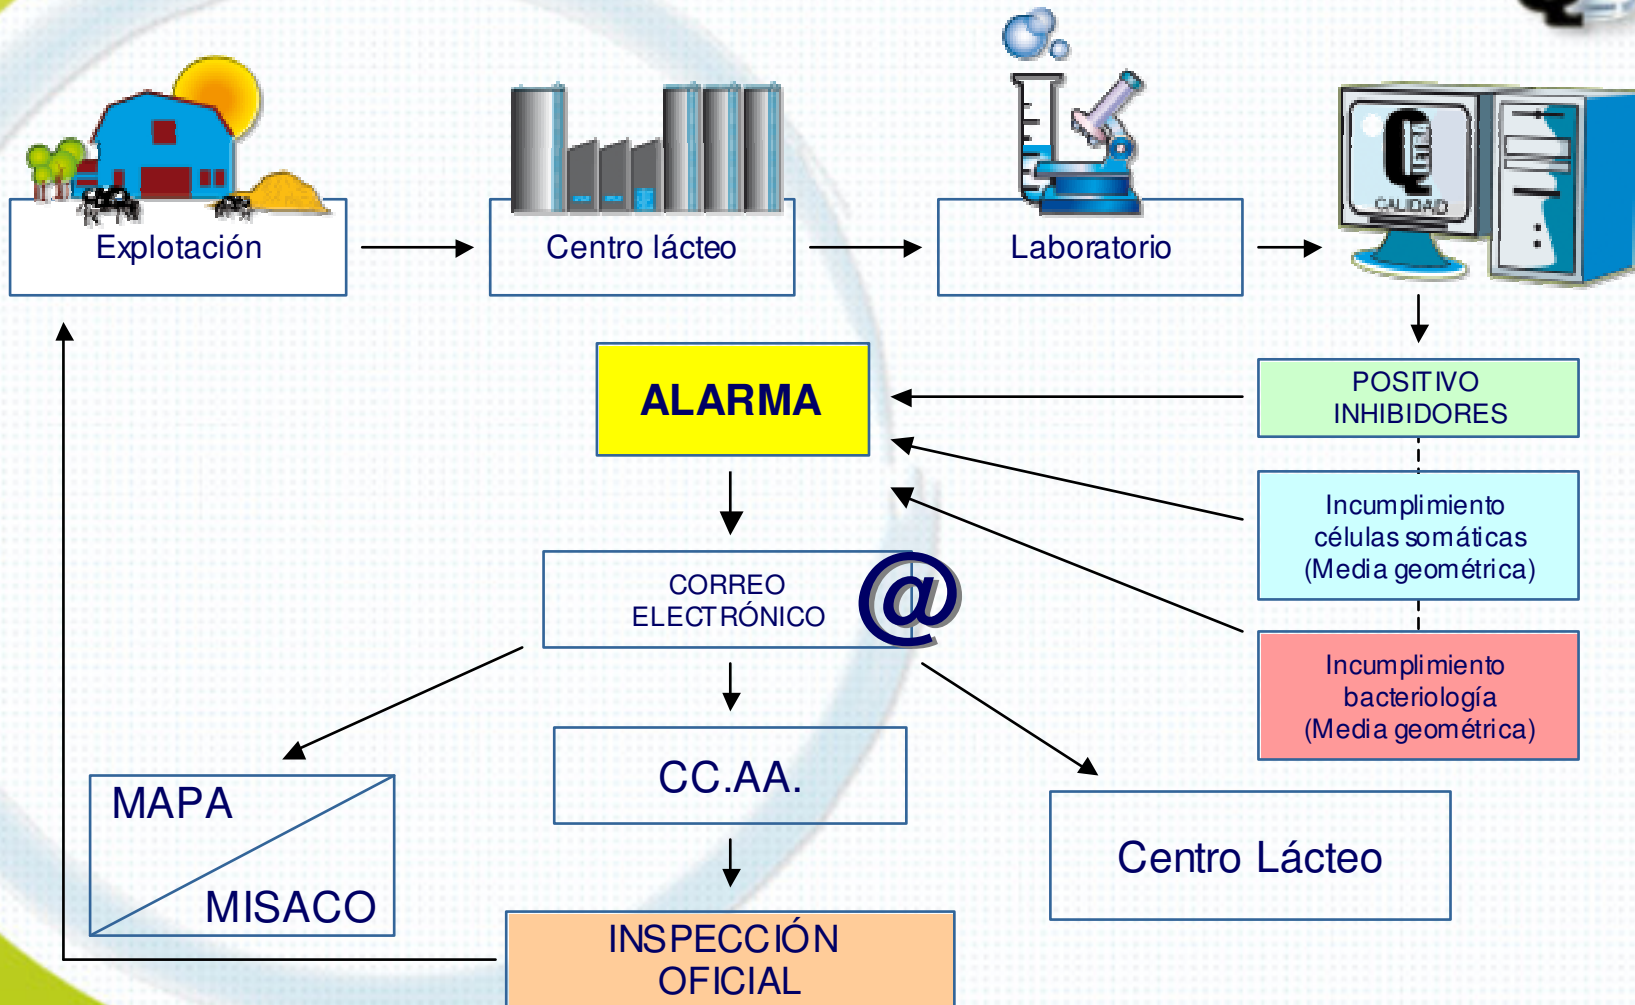 Explotación
Centro lácteo
Laboratorio
Q
LETRA
CALIDAD
ALARMA
POSITIVO
INHIBIDORES
Incumplimiento
células somáticas
(Media geométrica)
Incumplimiento
bacteriología
(Media geométrica)
CORREO
ELECTRÓNICO
@
MAPA
MISACO
CC.AA.
Centro Lácteo
INSPECCIÓN
OFICIAL